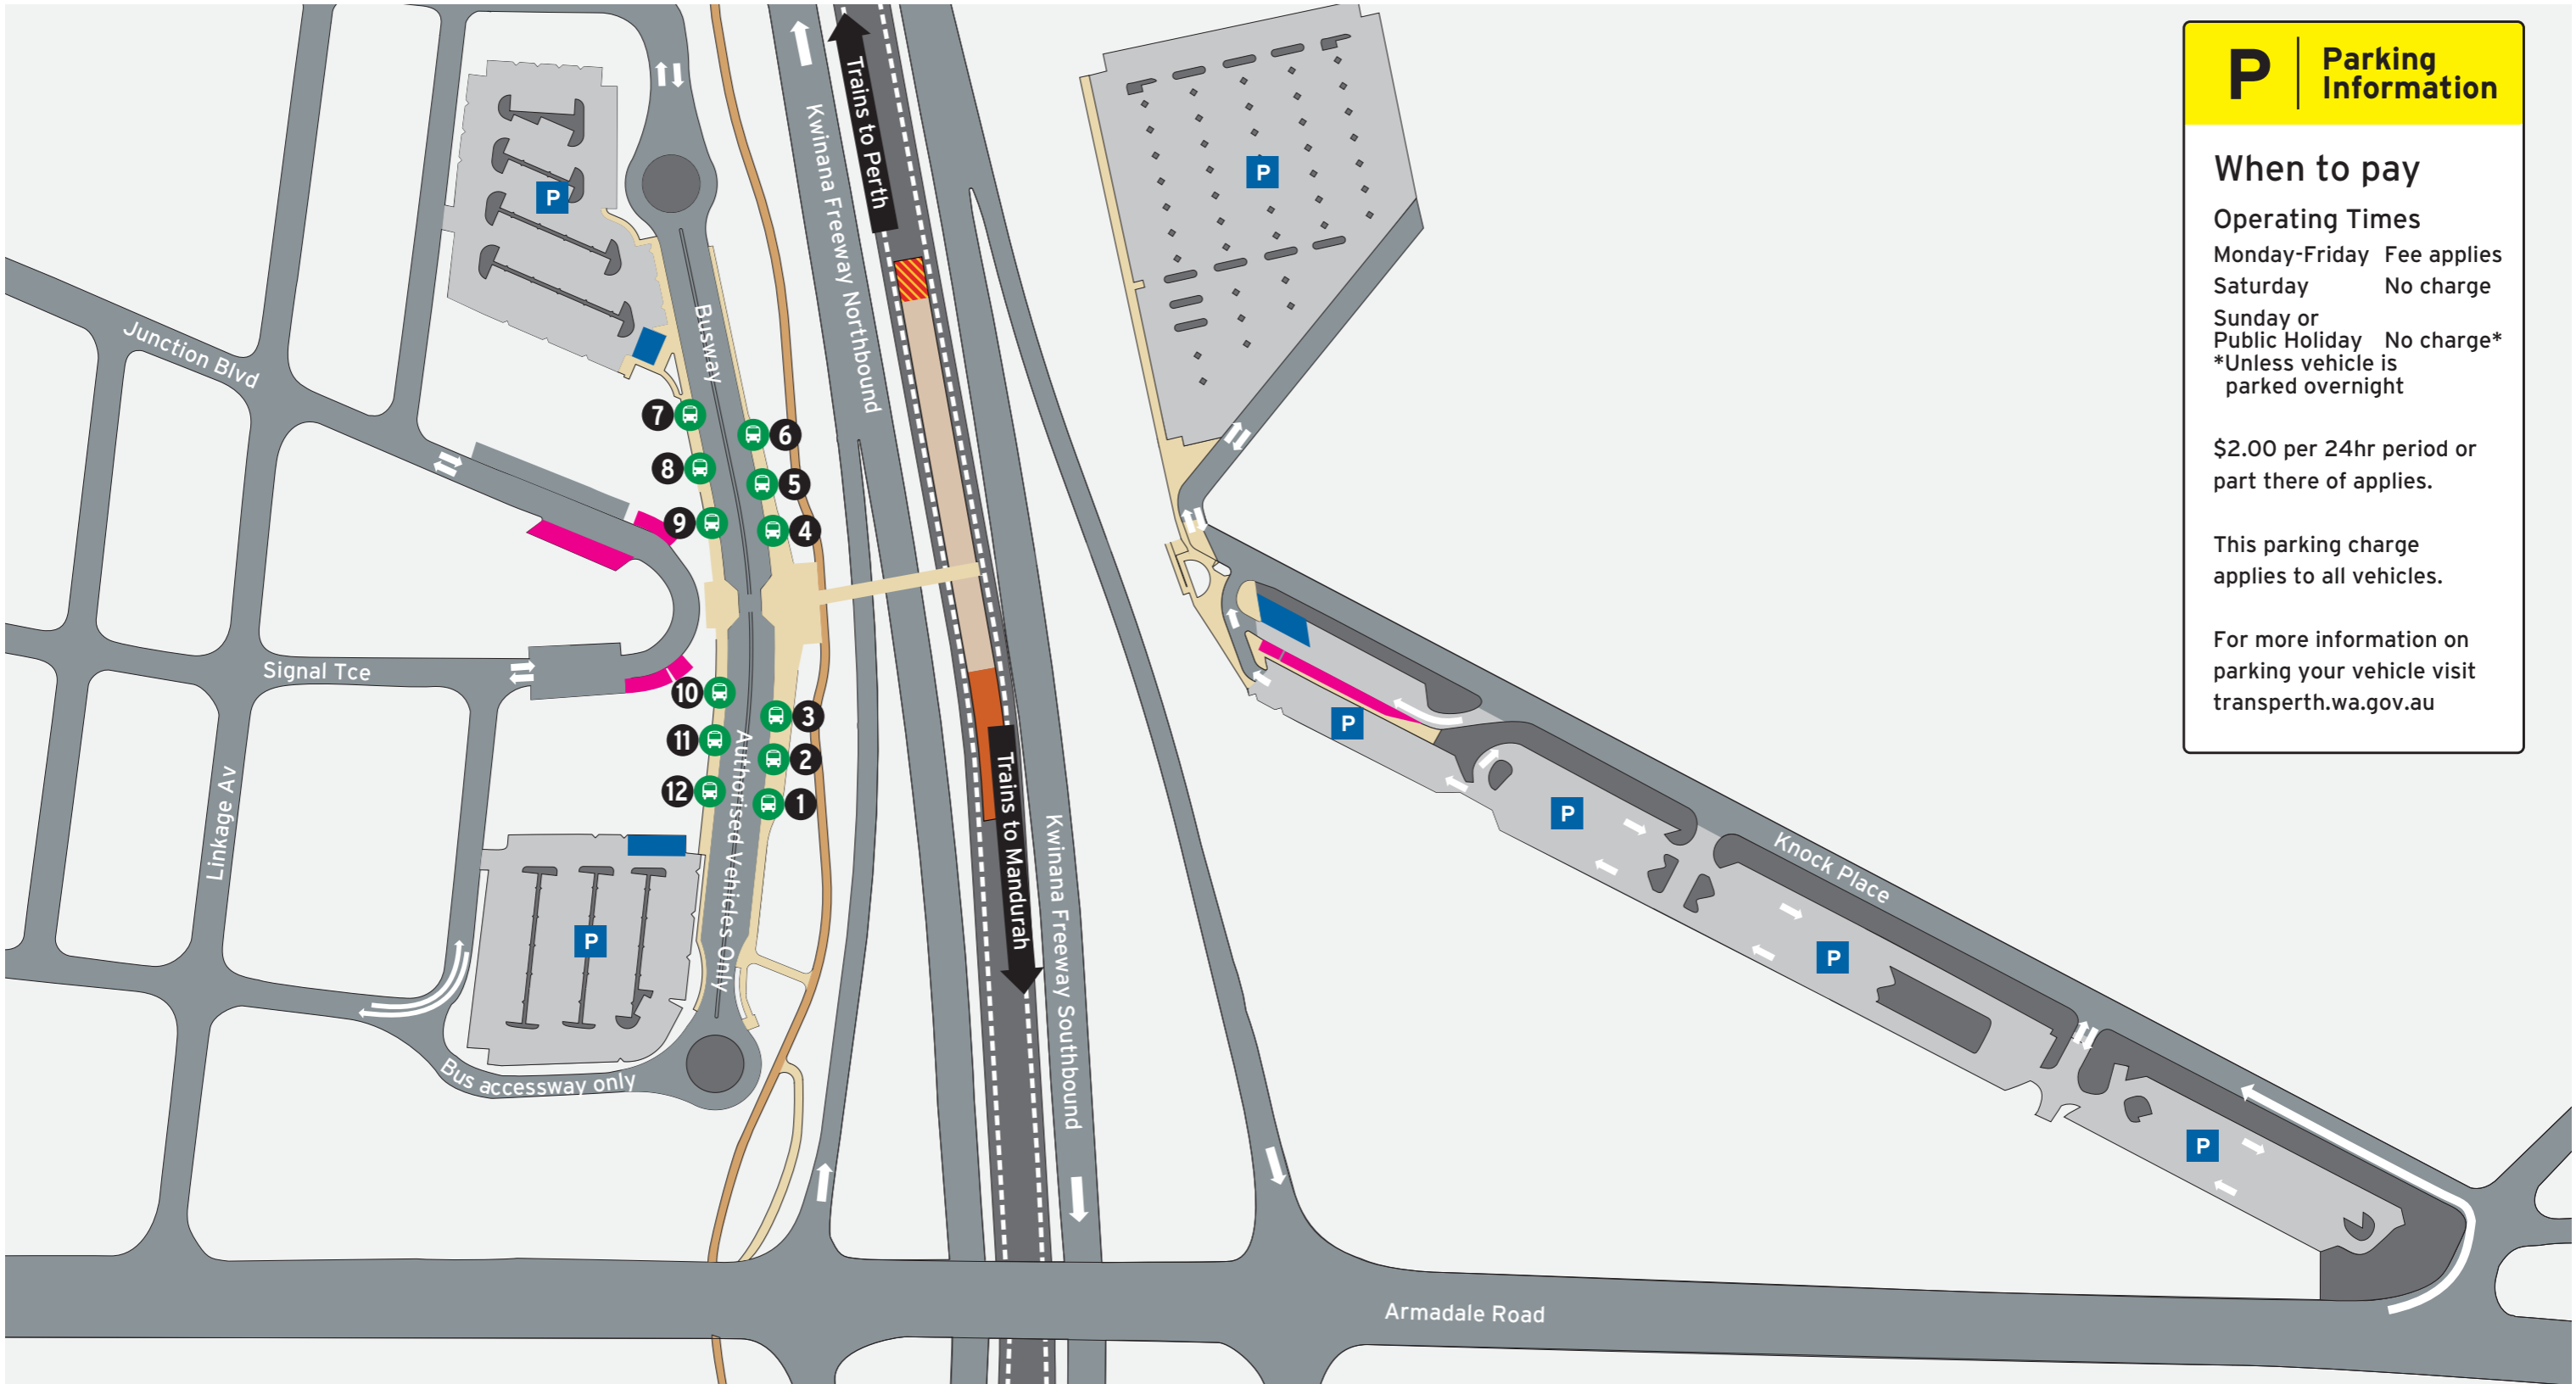 P
Parking
Information
When to pay
Operating Times
Monday-Friday Fee applies
Saturday No charge
Sunday or
Public Holiday No charge*
*Unless vehicle is
parked overnight
$2.00 per 24hr period or
part there of applies.
This parking charge
applies to all vehicles.
For more information on
parking your vehicle visit
transperth.wa.gov.au
Trains to Perth
Kwinana Freeway Northbound
P
P
Busway
Junction Blvd
7
6
8
5
9
4
Signal Tce
10
3
11
2
12
1
Authorised Vehicles Only
Linkage Av
Trains to Mandurah
Kwinana Freeway Southbound
P
P
P
P
P
Knock Place
Bus accessway only
Armadale Road